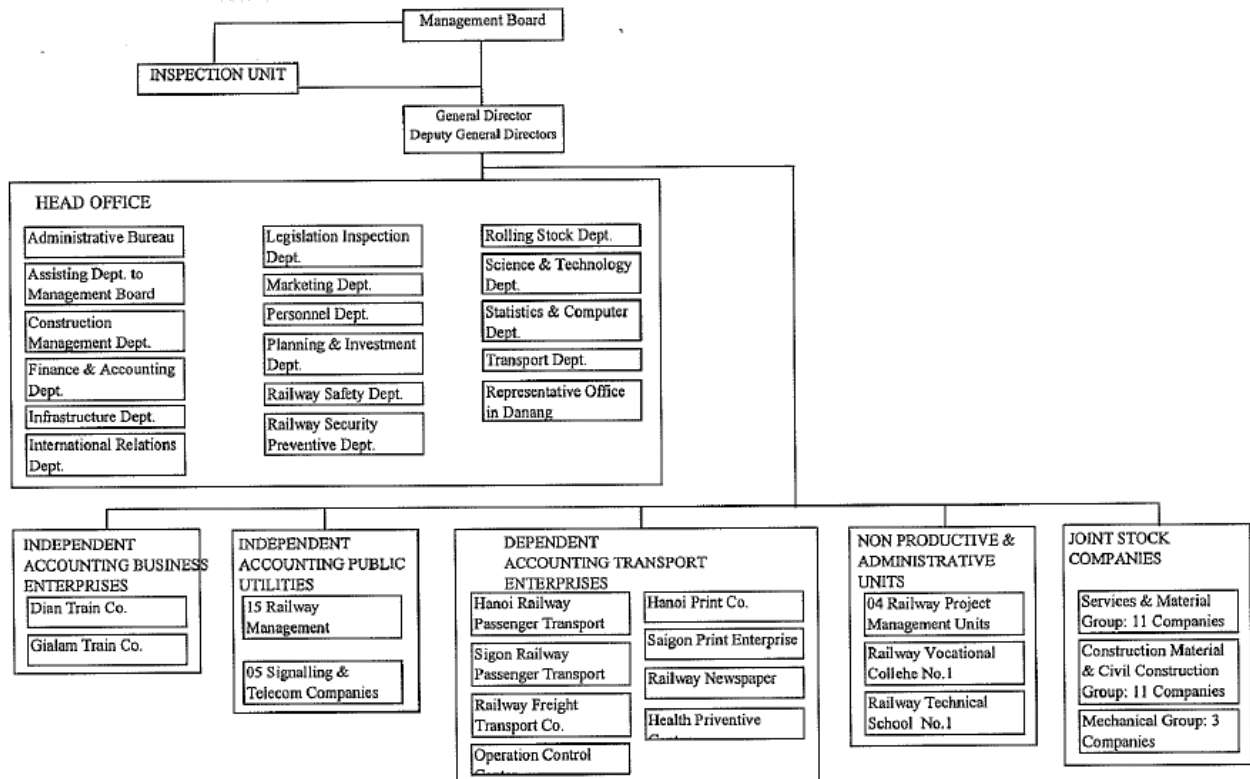 Management Board
INSPECTION UNIT
General Director
Deputy General Directors
HEAD OFFICE
Administrative Bureau
Assisting Dept. to
Management Board
Construction
Management Dept.
Finance & Accounting
Dept.
Infrastructure Dept.
International Relations
Dept.
Legislation Inspection
Dept.
Marketing Dept.
Personnel Dept.
Planning & Investment
Dept.
Railway Safety Dept.
Railway Security
Preventive Dept.
Rolling Stock Dept.
Science & Technology
Dept.
Statistics & Computer
Dept.
Transport Dept.
Representative Office
in Danang
INDEPENDENT
ACCOUNTING BUSINESS
ENTERPRISES
Dian Train Co.
Gialam Train Co.
INDEPENDENT
ACCOUNTING PUBLIC
UTILITIES
15 Railway
Management
05 Signalling &
Telecom Companies
DEPENDENT
ACCOUNTING TRANSPORT
ENTERPRISES
Hanoi Railway
Passenger Transport
Sigon Railway
Passenger Transport
Railway Freight
Transport Co.
Operation Control
Hanoi Print Co.
Saigon Print Enterprise
Railway Newspaper
Health Priventive
NON PRODUCTIVE &
ADMINISTRATIVE
UNITS
04 Railway Project
Management Units
Railway Vocational
Collehe No.1
Railway Technical
School No.1
JOINT STOCK
COMPANIES
Services & Material
Group: 11 Companies
Construction Material
& Civil Construction
Group: 11 Companies
Mechanical Group: 3
Companies